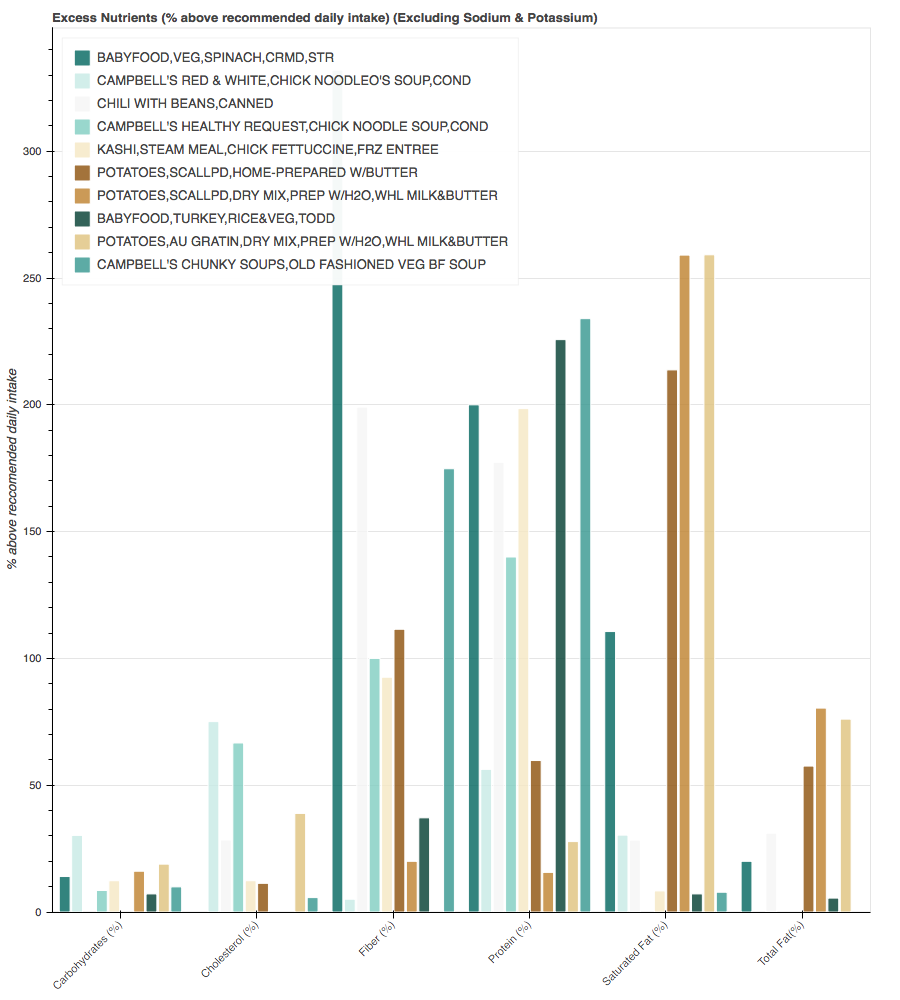 Excess Nutrients (% above recommended daily intake) (Excluding Sodium & Potassium)
BABYFOOD,VEG,SPINACH,CRMD,STR
CAMPBELL'S RED & WHITE,CHICK NOODLEO'S SOUP,COND
CHILI WITH BEANS,CANNED
CAMPBELL'S HEALTHY REQUEST,CHICK NOODLE SOUP,COND
KASHI,STEAM MEAL,CHICK FETTUCCINE,FRZ ENTREE
POTATOES,SCALLPD,HOME-PREPARED W/BUTTER
POTATOES,SCALLPD,DRY MIX,PREP W/H2O,WHL MILK&BUTTER
BABYFOOD,TURKEY,RICE&VEG,TODD
POTATOES,AU GRATIN,DRY MIX,PREP W/H2O,WHL MILK&BUTTER
CAMPBELL'S CHUNKY SOUPS,OLD FASHIONED VEG BF SOUP
% above reccomended daily intake
300
250
200
150
100
50
0
Carbohydrates (%)
Cholesterol (%)
Fiber (%)
Protein (%)
Saturated Fat (%)
Total Fat(%)